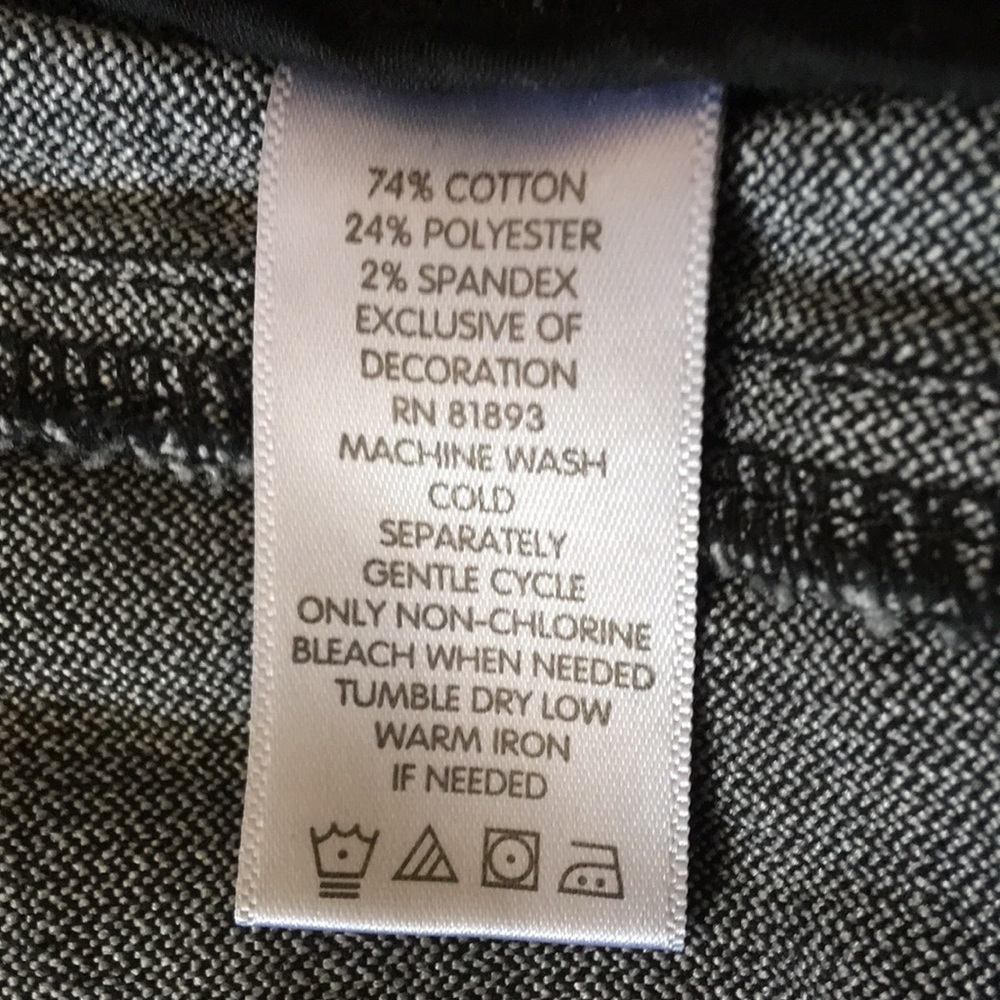 74% COTTON
24% POLYESTER
2% SPANDEX
EXCLUSIVE OF
DECORATION
RN 81893
MACHINE WASH
COLD
SEPARATELY
GENTLE CYCLE
ONLY NON-CHLORINE
BLEACH WHEN NEEDED
TUMBLE DRY LOW
WARM IRON
IF NEEDED